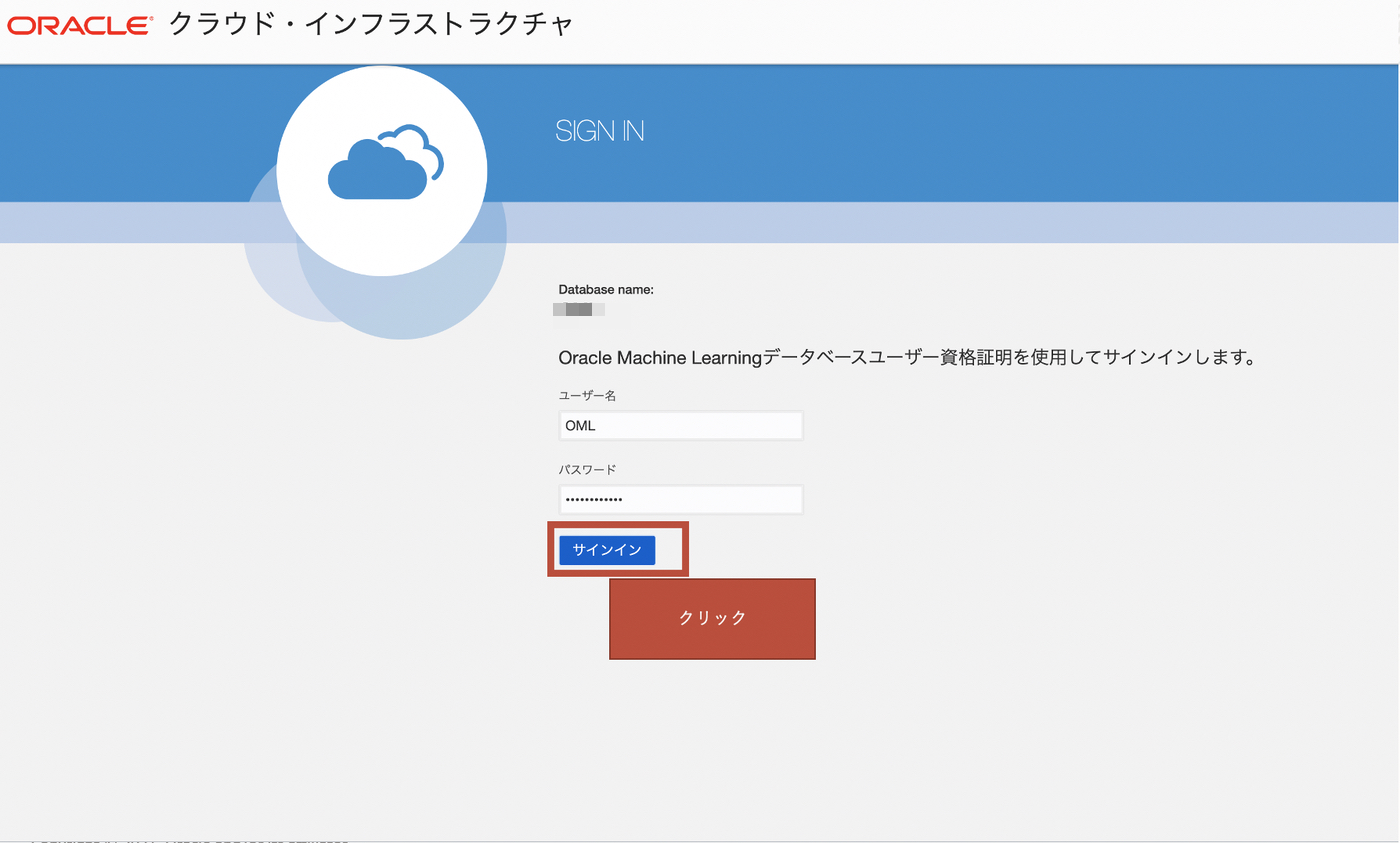 ORACLE クラウド・インフラストラクチャ
SIGN IN
Database name:
Oracle Machine Learningデータベースユーザー資格証明を使用してサインインします。
ユーザー名
OML
パスワード
••••••••••••
サインイン
クリック